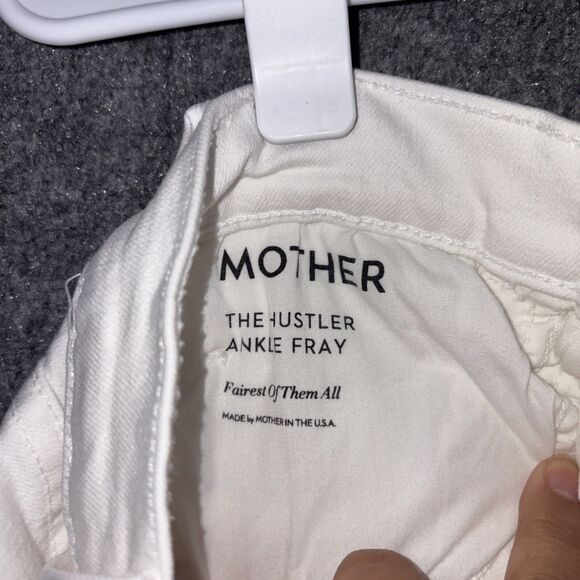 MOTHER
THE HUSTLER
ANKLE FRAY
Fairest Of Them All
MADE by MOTHER IN THE U.S.A.